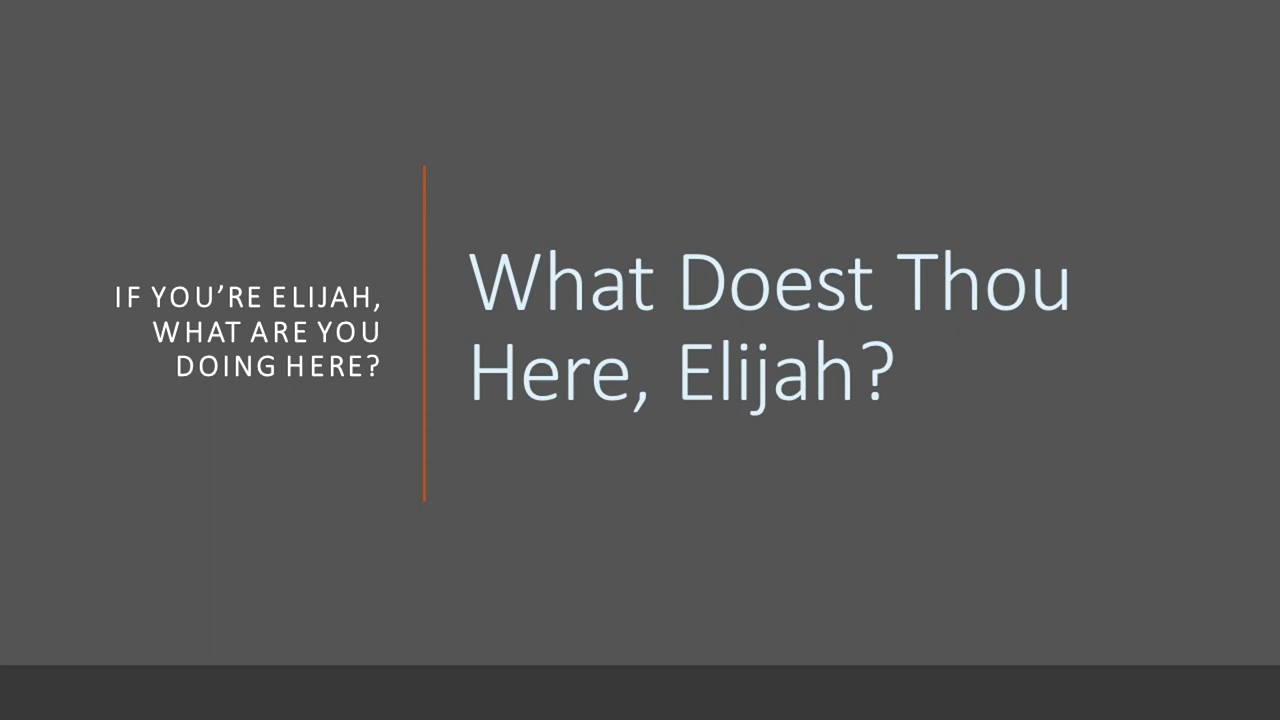 IF YOU’RE ELIJAH,
WHAT ARE YOU
DOING HERE?
What Doest Thou
Here, Elijah?